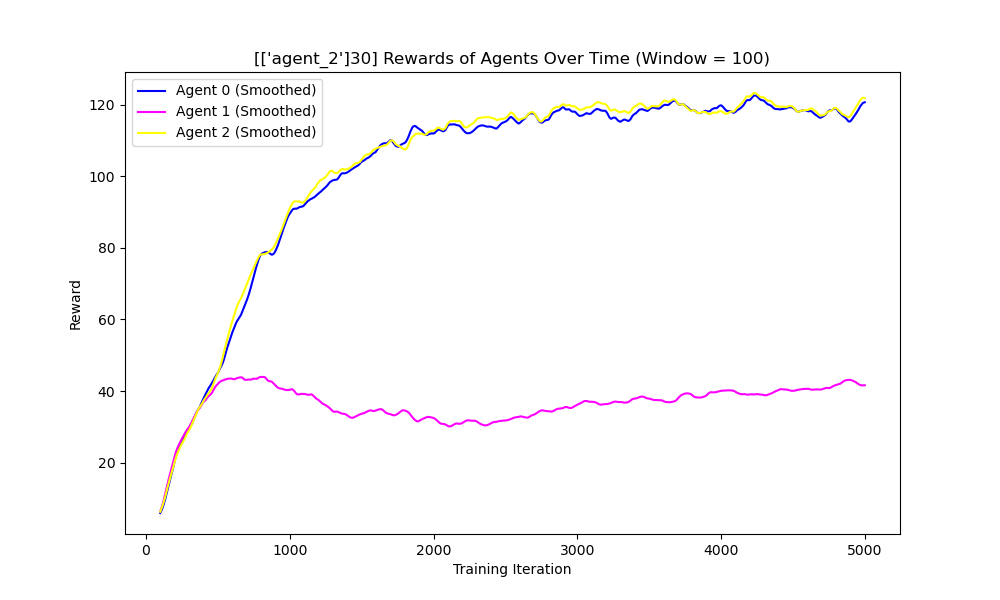 [['agent_2']30] Rewards of Agents Over Time (Window = 100)
Agent 0 (Smoothed)
Agent 1 (Smoothed)
Agent 2 (Smoothed)
Reward
120
100
80
60
40
20
0 1000 2000 3000 4000 5000
Training Iteration